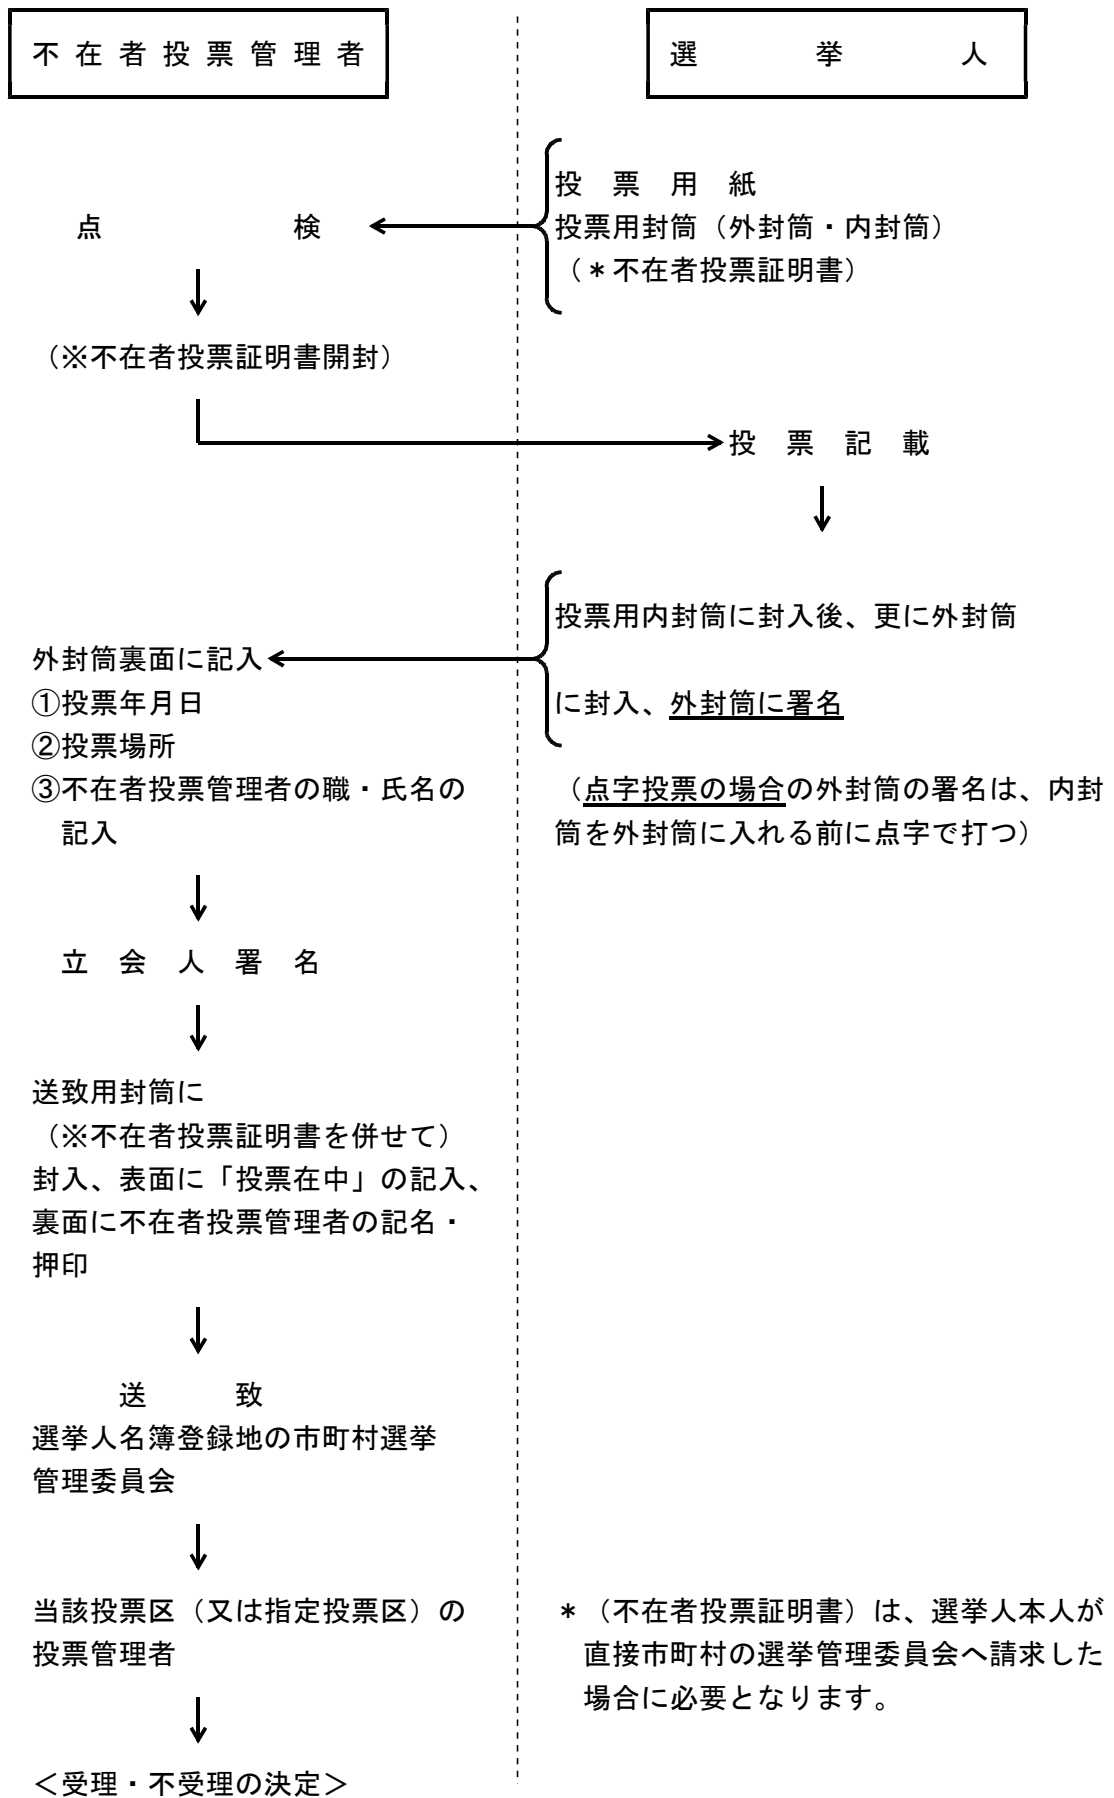 不在者投票管理者
選挙人
投票用紙
点検
投票用封筒（外封筒・内封筒）
（＊不在者投票証明書）
（※不在者投票証明書開封）
投票記載
投票用内封筒に封入後、更に外封筒
に封入、外封筒に署名
（点字投票の場合の外封筒の署名は、内封
筒を外封筒に入れる前に点字で打つ）
外封筒裏面に記入
①投票年月日
②投票場所
③不在者投票管理者の職・氏名の
記入
立会人署名
送致用封筒に
（※不在者投票証明書を併せて）
封入、表面に「投票在中」の記入、
裏面に不在者投票管理者の記名・
押印
送致
選挙人名簿登録地の市町村選挙
管理委員会
当該投票区（又は指定投票区）の
投票管理者
＜受理・不受理の決定＞
＊（不在者投票証明書）は、選挙人本人が
直接市町村の選挙管理委員会へ請求した
場合に必要となります。